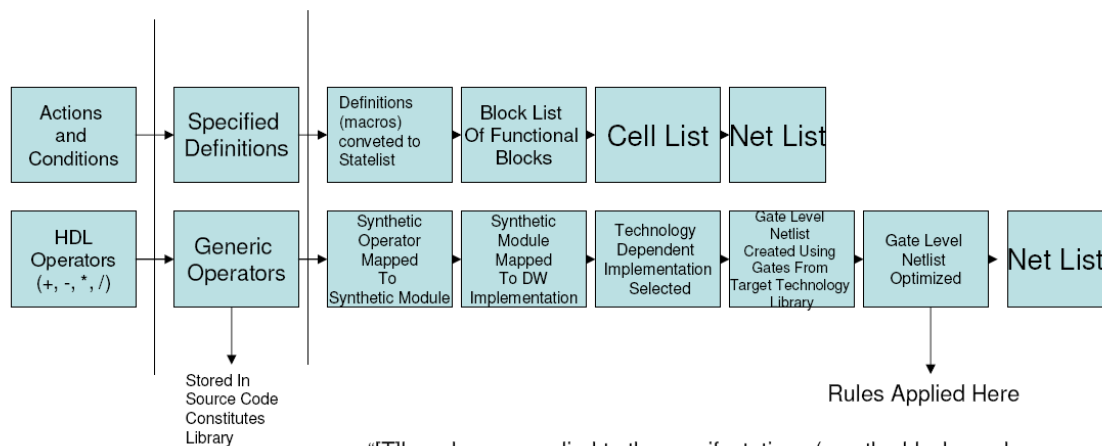 Actions
and
Conditions
Specified
Definitions
Definitions
(macros)
conveted to
Statelist
Block List
Of Functional
Blocks
Cell List
Net List
HDL
Operators
(+, -, *, /)
Generic
Operators
Synthetic
Operator
Mapped
To
Synthetic Module
Synthetic
Module
Mapped
To DW
Implementation
Technology
Dependent
Implementation
Selected
Gate Level
Netlist
Created Using
Gates From
Target Technology
Library
Gate Level
Netlist
Optimized
Net List
Stored In
Source Code
Constitutes
Library
Rules Applied Here